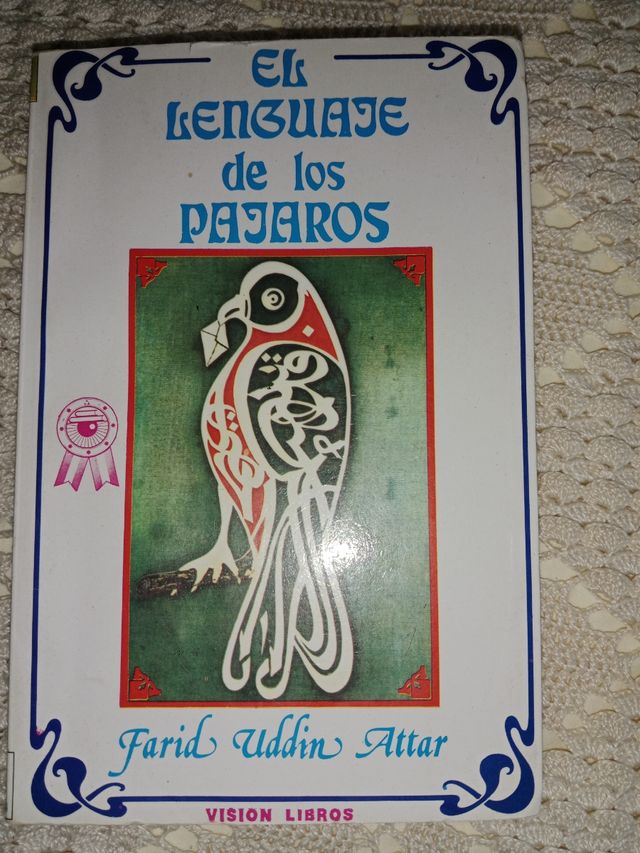 EL
LENGUAJE
de los
PAJAROS
Farid Uddin Attar
VISION LIBROS